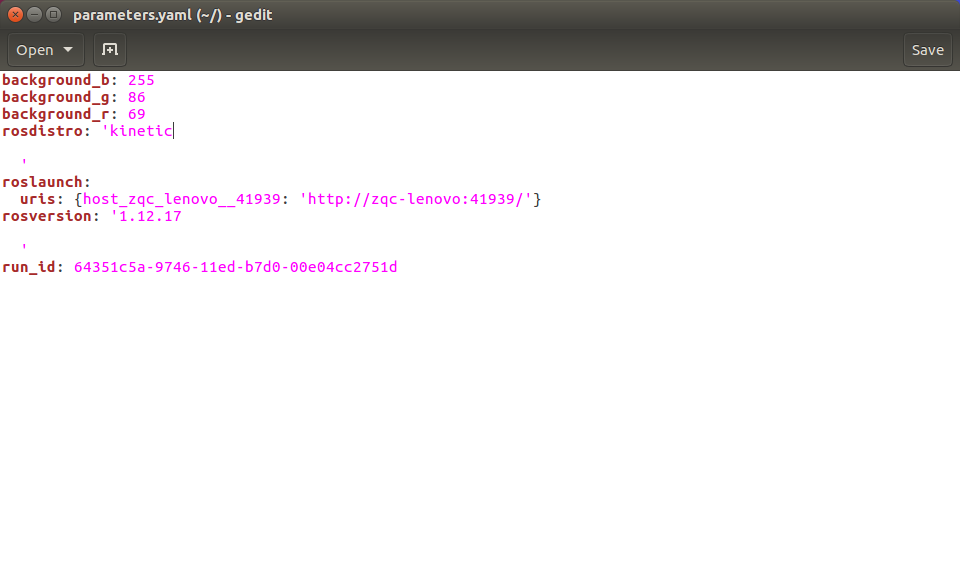 parameters.yaml (~/) - gedit
Open
Save
background_b: 255
background_g: 86
background_r: 69
rosdistro: 'kinetic

  '
roslaunch:
  uris: {host_zqc_lenovo__41939: 'http://zqc-lenovo:41939/'}
rosversion: '1.12.17

  '
run_id: 64351c5a-9746-11ed-b7d0-00e04cc2751d